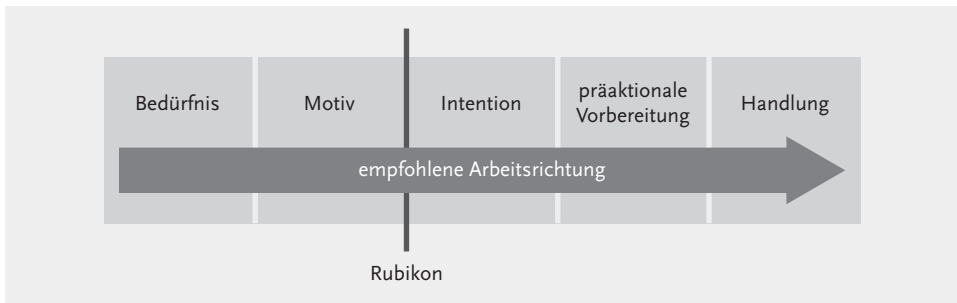 Bedürfnis
Motiv
Intention
präaktionale
Vorbereitung
Handlung
empfohlene Arbeitsrichtung
Rubikon